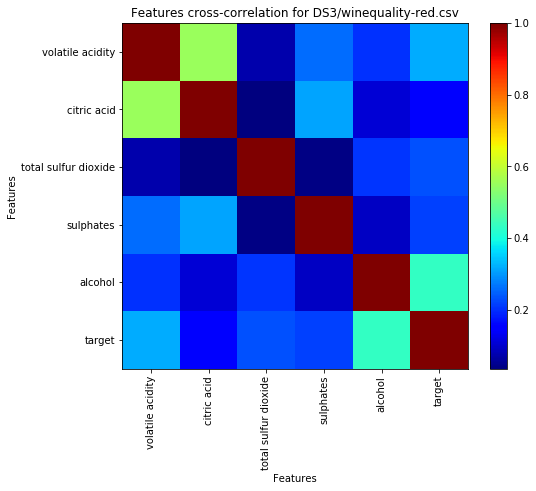 Features cross-correlation for DS3/winequality-red.csv
volatile acidity
citric acid
total sulfur dioxide
sulphates
alcohol
target
Features
volatile acidity
citric acid
total sulfur dioxide
sulphates
alcohol
target
Features
1.0
0.8
0.6
0.4
0.2